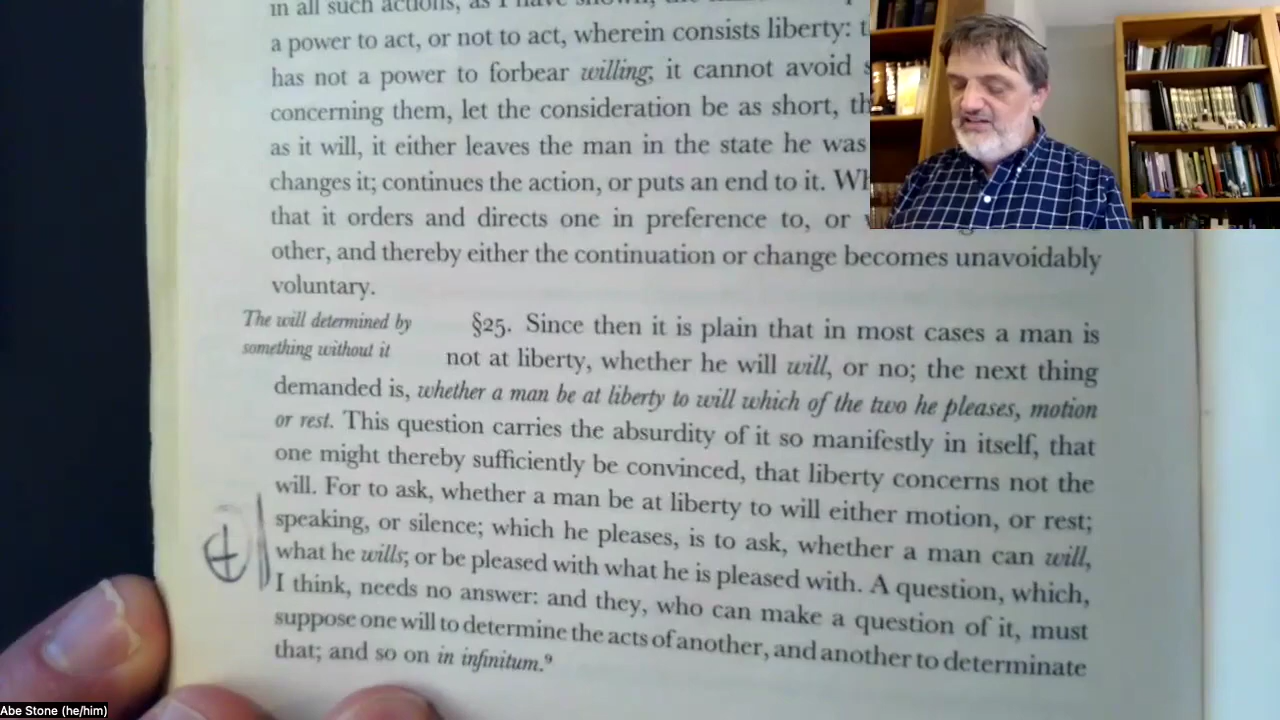 in all such actions, as I have shown, the
a power to act, or not to act, wherein consists liberty:
has not a power to forbear willing; it cannot avoid
concerning them, let the consideration be as short,
as it will, it either leaves the man in the state he was
changes it; continues the action, or puts an end to it.
that it orders and directs one in preference to, or
other, and thereby either the continuation or change becomes unavoidably
voluntary.
The will determined by
something without it
§25. Since then it is plain that in most cases a man is
not at liberty, whether he will will, or no; the next thing
demanded is, whether a man be at liberty to will which of the two he pleases, motion
or rest. This question carries the absurdity of it so manifestly in itself, that
one might thereby sufficiently be convinced, that liberty concerns not the
will. For to ask, whether a man be at liberty to will either motion, or rest;
speaking, or silence; which he pleases, is to ask, whether a man can will,
what he wills; or be pleased with what he is pleased with. A question, which,
I think, needs no answer: and they, who can make a question of it, must
suppose one will to determine the acts of another, and another to determinate
that; and so on in infinitum.⁹
Abe Stone (he/him)